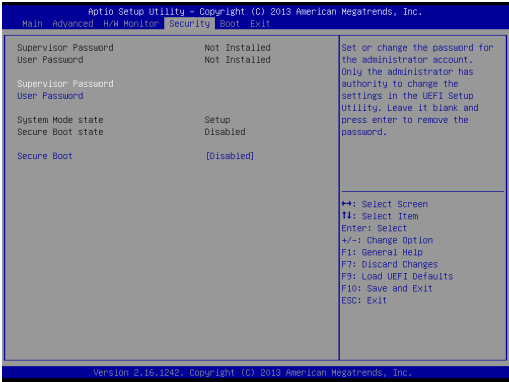 Aptio Setup Utility – Copyright (C) 2013 American Megatrends, Inc.
Main Advanced H/W Monitor Security Boot Exit
Supervisor Password Not Installed
User Password Not Installed
Supervisor Password
User Password
System Mode state Setup
Secure Boot state Disabled
Secure Boot [Disabled]
Set or change the password for
the administrator account.
Only the administrator has
authority to change the
settings in the UEFI Setup
Utility. Leave it blank and
press enter to remove the
password.
↔: Select Screen
↑↓: Select Item
Enter: Select
+/-: Change Option
F1: General Help
F7: Discard Changes
F9: Load UEFI Defaults
F10: Save and Exit
ESC: Exit
Version 2.16.1242. Copyright (C) 2013 American Megatrends, Inc.